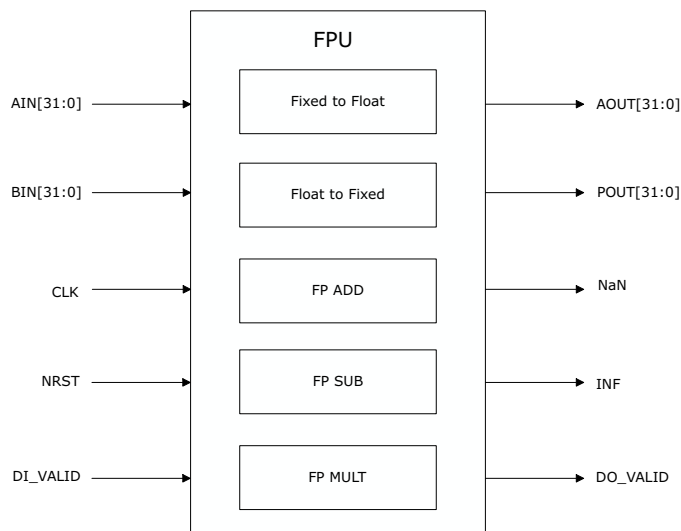 FPU
AIN[31:0]
Fixed to Float
AOUT[31:0]
BIN[31:0]
Float to Fixed
POUT[31:0]
CLK
FP ADD
NaN
NRST
FP SUB
INF
DI_VALID
FP MULT
DO_VALID